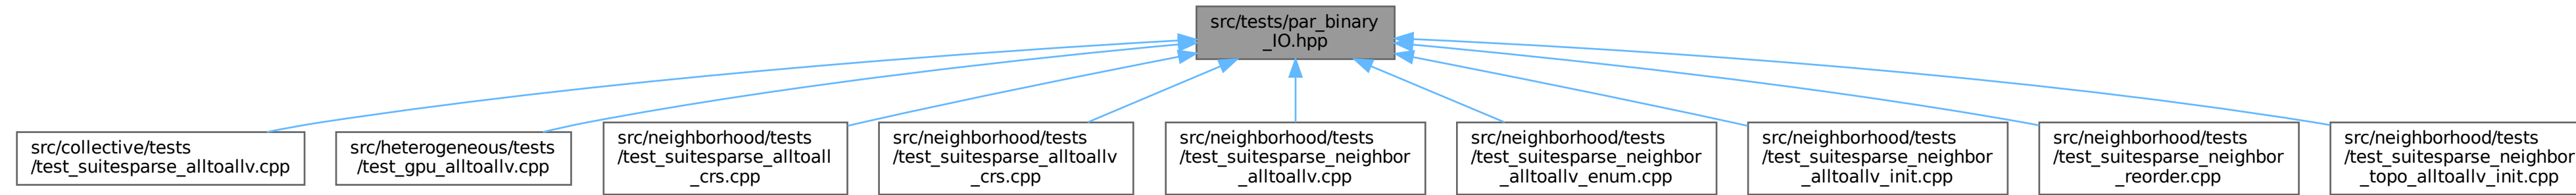 src/tests/par_binary
_IO.hpp
src/collective/tests
/test_suitesparse_alltoallv.cpp
src/heterogeneous/tests
/test_gpu_alltoallv.cpp
src/neighborhood/tests
/test_suitesparse_alltoall
_crs.cpp
src/neighborhood/tests
/test_suitesparse_alltoallv
_crs.cpp
src/neighborhood/tests
/test_suitesparse_neighbor
_alltoallv.cpp
src/neighborhood/tests
/test_suitesparse_neighbor
_alltoallv_enum.cpp
src/neighborhood/tests
/test_suitesparse_neighbor
_alltoallv_init.cpp
src/neighborhood/tests
/test_suitesparse_neighbor
_reorder.cpp
src/neighborhood/tests
/test_suitesparse_neighbor
_topo_alltoallv_init.cpp